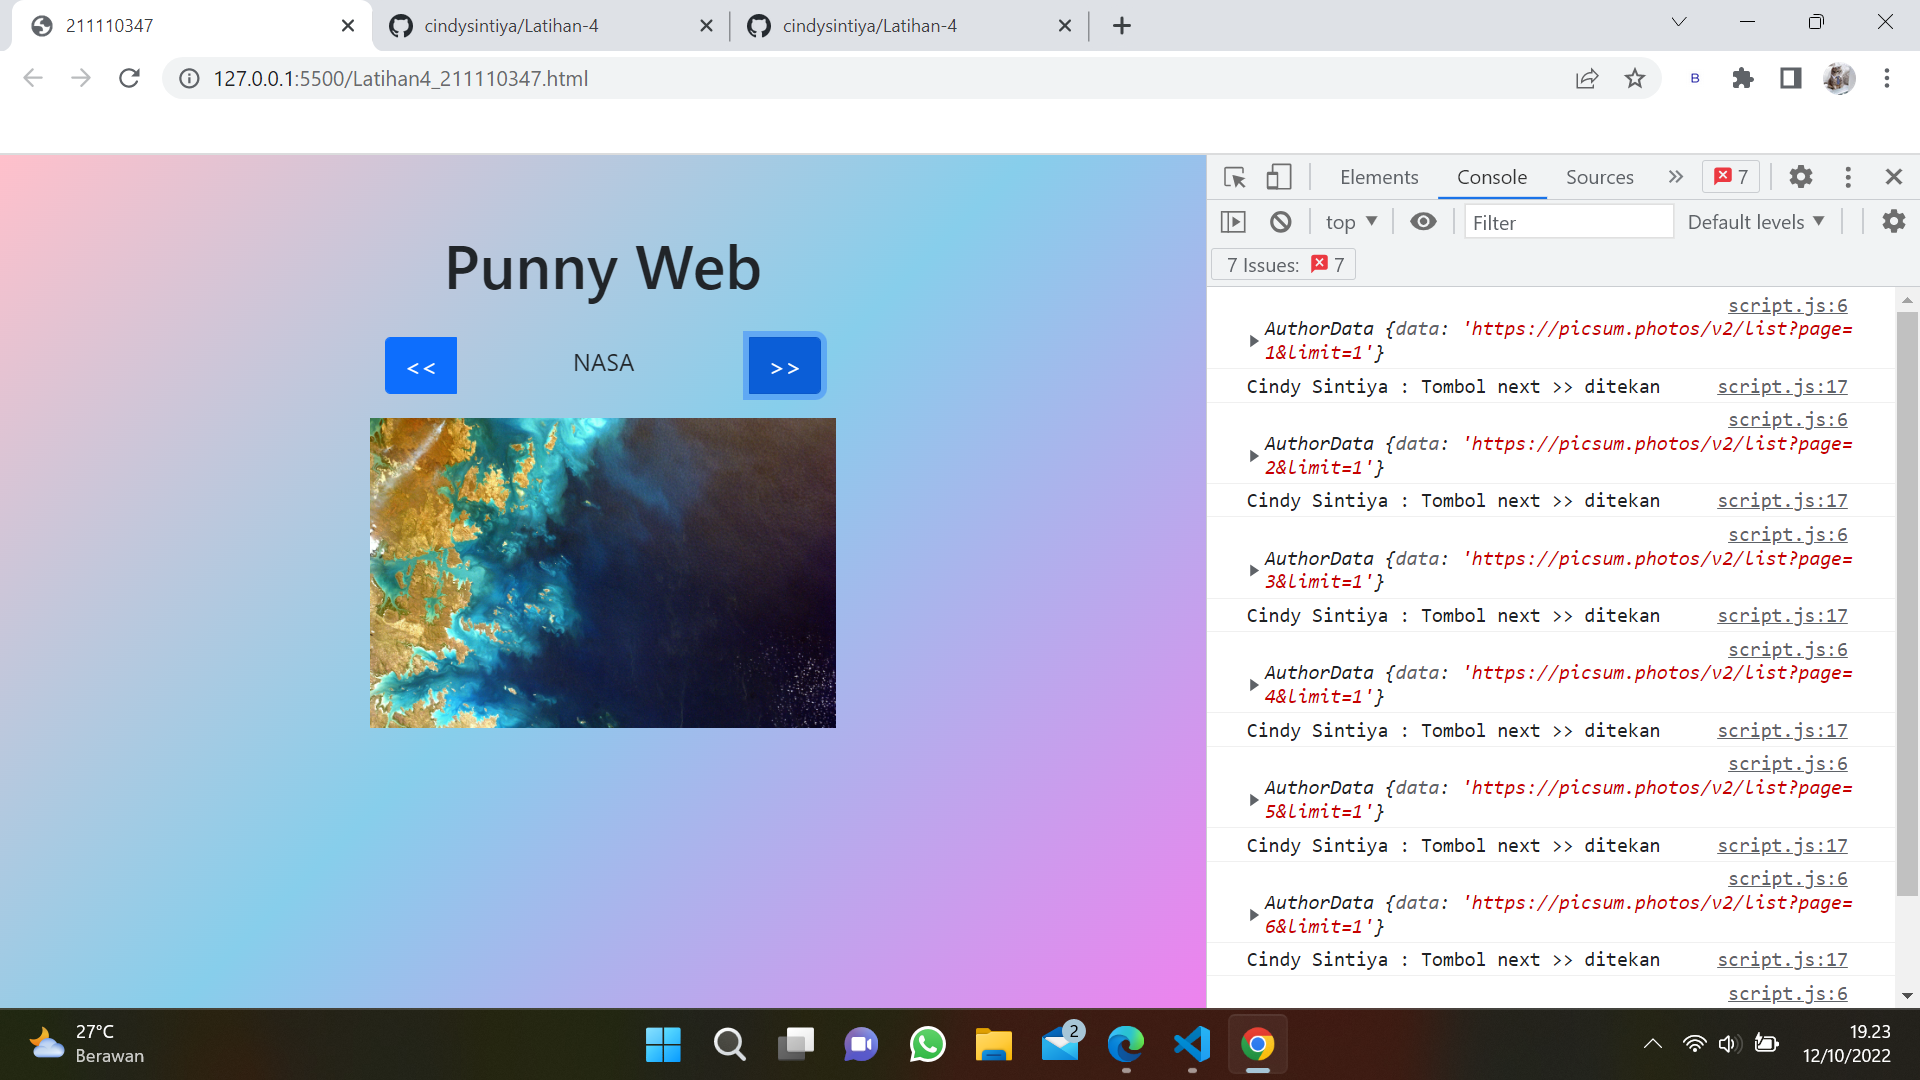 211110347
cindysintiya/Latihan-4
cindysintiya/Latihan-4
127.0.0.1:5500/Latihan4_211110347.html
B
Elements
Console
Sources
7
top
Filter
Default levels
7 Issues:
7
Punny Web
<<
NASA
>>
script.js:6
AuthorData {data: 'https://picsum.photos/v2/list?page=
1&limit=1'}
Cindy Sintiya : Tombol next >> ditekan script.js:17
script.js:6
AuthorData {data: 'https://picsum.photos/v2/list?page=
2&limit=1'}
Cindy Sintiya : Tombol next >> ditekan script.js:17
script.js:6
AuthorData {data: 'https://picsum.photos/v2/list?page=
3&limit=1'}
Cindy Sintiya : Tombol next >> ditekan script.js:17
script.js:6
AuthorData {data: 'https://picsum.photos/v2/list?page=
4&limit=1'}
Cindy Sintiya : Tombol next >> ditekan script.js:17
script.js:6
AuthorData {data: 'https://picsum.photos/v2/list?page=
5&limit=1'}
Cindy Sintiya : Tombol next >> ditekan script.js:17
script.js:6
AuthorData {data: 'https://picsum.photos/v2/list?page=
6&limit=1'}
Cindy Sintiya : Tombol next >> ditekan script.js:17
script.js:6
27°C
Berawan
2
19.23
12/10/2022